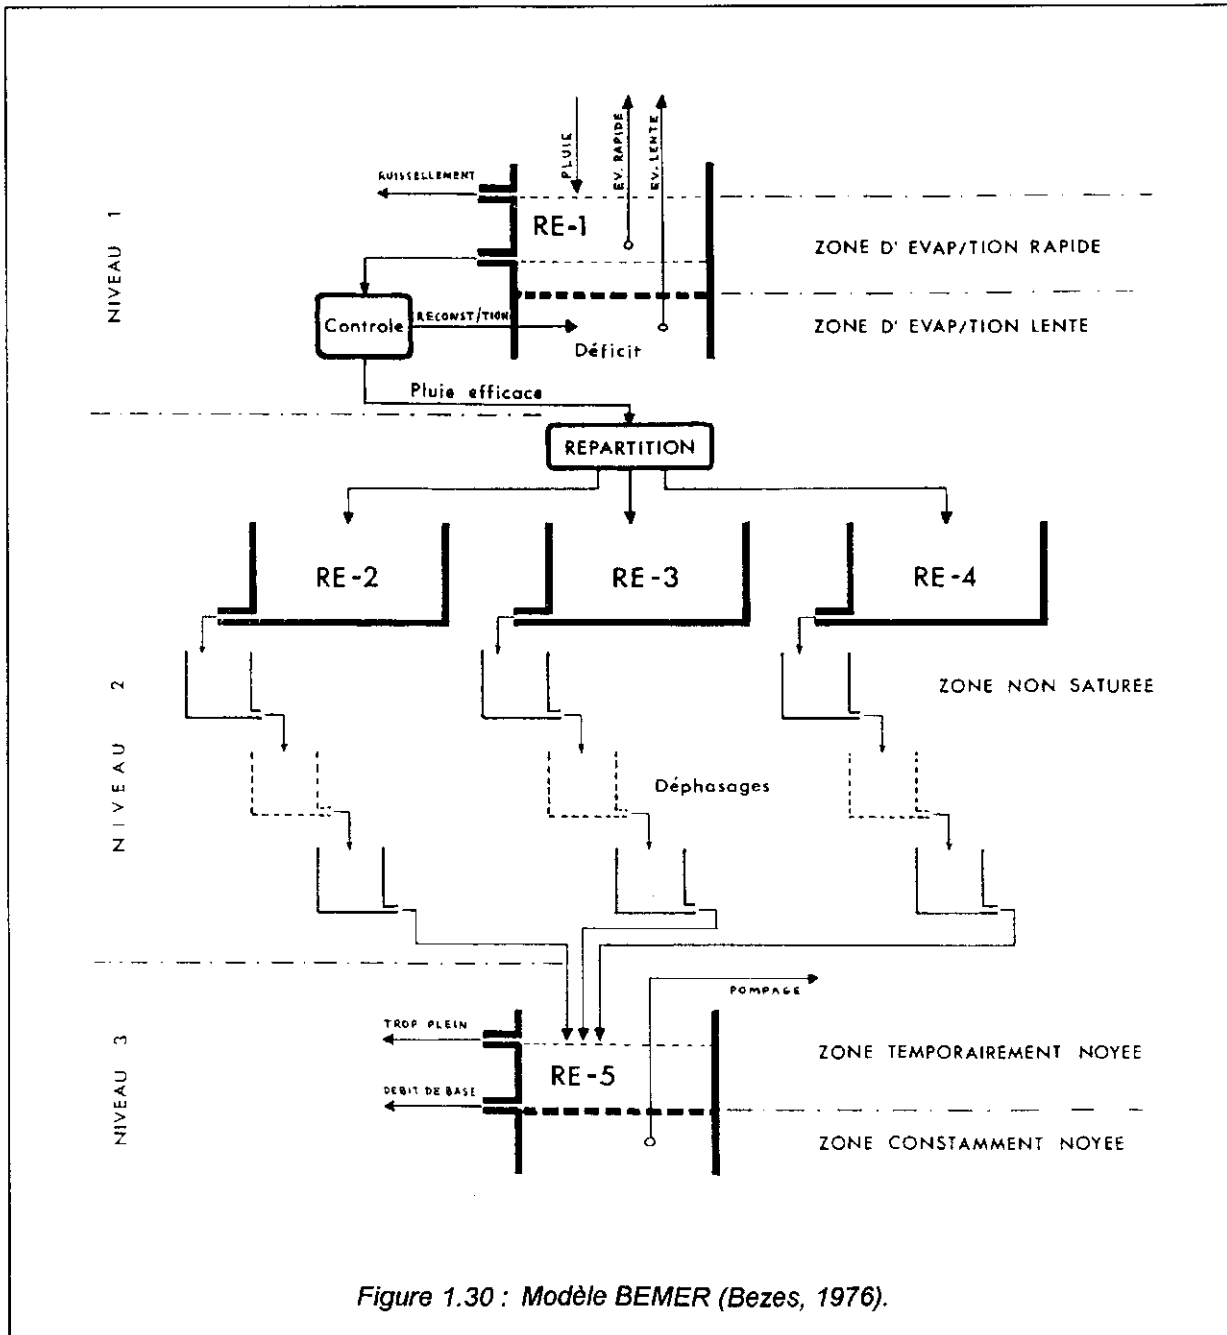 PLUIE
EV. RAPIDE
EV. LENTE
RUISSELLEMENT
RE-1
ZONE D' EVAP/TION RAPIDE
NIVEAU 1
Controle
RECONST/TION
Déficit
ZONE D' EVAP/TION LENTE
Pluie efficace
REPARTITION
RE-2
RE-3
RE-4
NIVEAU 2
ZONE NON SATUREE
Déphasages
POMPAGE
TROP PLEIN
RE-5
ZONE TEMPORAIREMENT NOYEE
NIVEAU 3
DEBIT DE BASE
ZONE CONSTAMMENT NOYEE
Figure 1.30 : Modèle BEMER (Bezes, 1976).